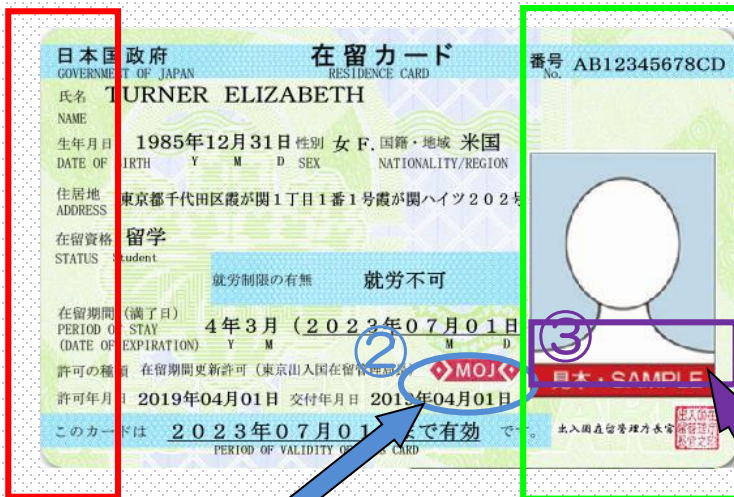 日本国政府 在留カード 番号 AB12345678CD
GOVERNMENT OF JAPAN RESIDENCE CARD No.
氏名 TURNER ELIZABETH
NAME
生年月日 1985年12月31日 性別 女 F. 国籍・地域 米国
DATE OF BIRTH Y M D SEX NATIONALITY/REGION
住居地 東京都千代田区霞が関1丁目1番1号霞が関ハイツ202号
ADDRESS
在留資格 留学
STATUS Student
就労制限の有無 就労不可
在留期間(満了日) 4年3月(2023年07月01日
PERIOD OF STAY
(DATE OF EXPIRATION) Y M Y M D
② ③
許可の種類 在留期間更新許可(東京出入国在留管理局長) MOJ
見本・SAMPLE
許可年月日 2019年04月01日 交付年月日 2019年04月01日
このカードは 2023年07月01日まで有効 です。
PERIOD OF VALIDITY OF THIS CARD
出入国在留管理庁長官